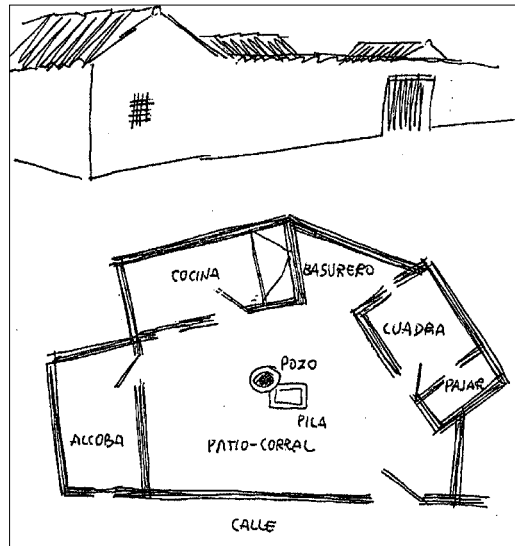 COCINA
BASURERO
CUADRA
POZO
PAJAR
PILA
ALCOBA
PATIO-CORRAL
CALLE